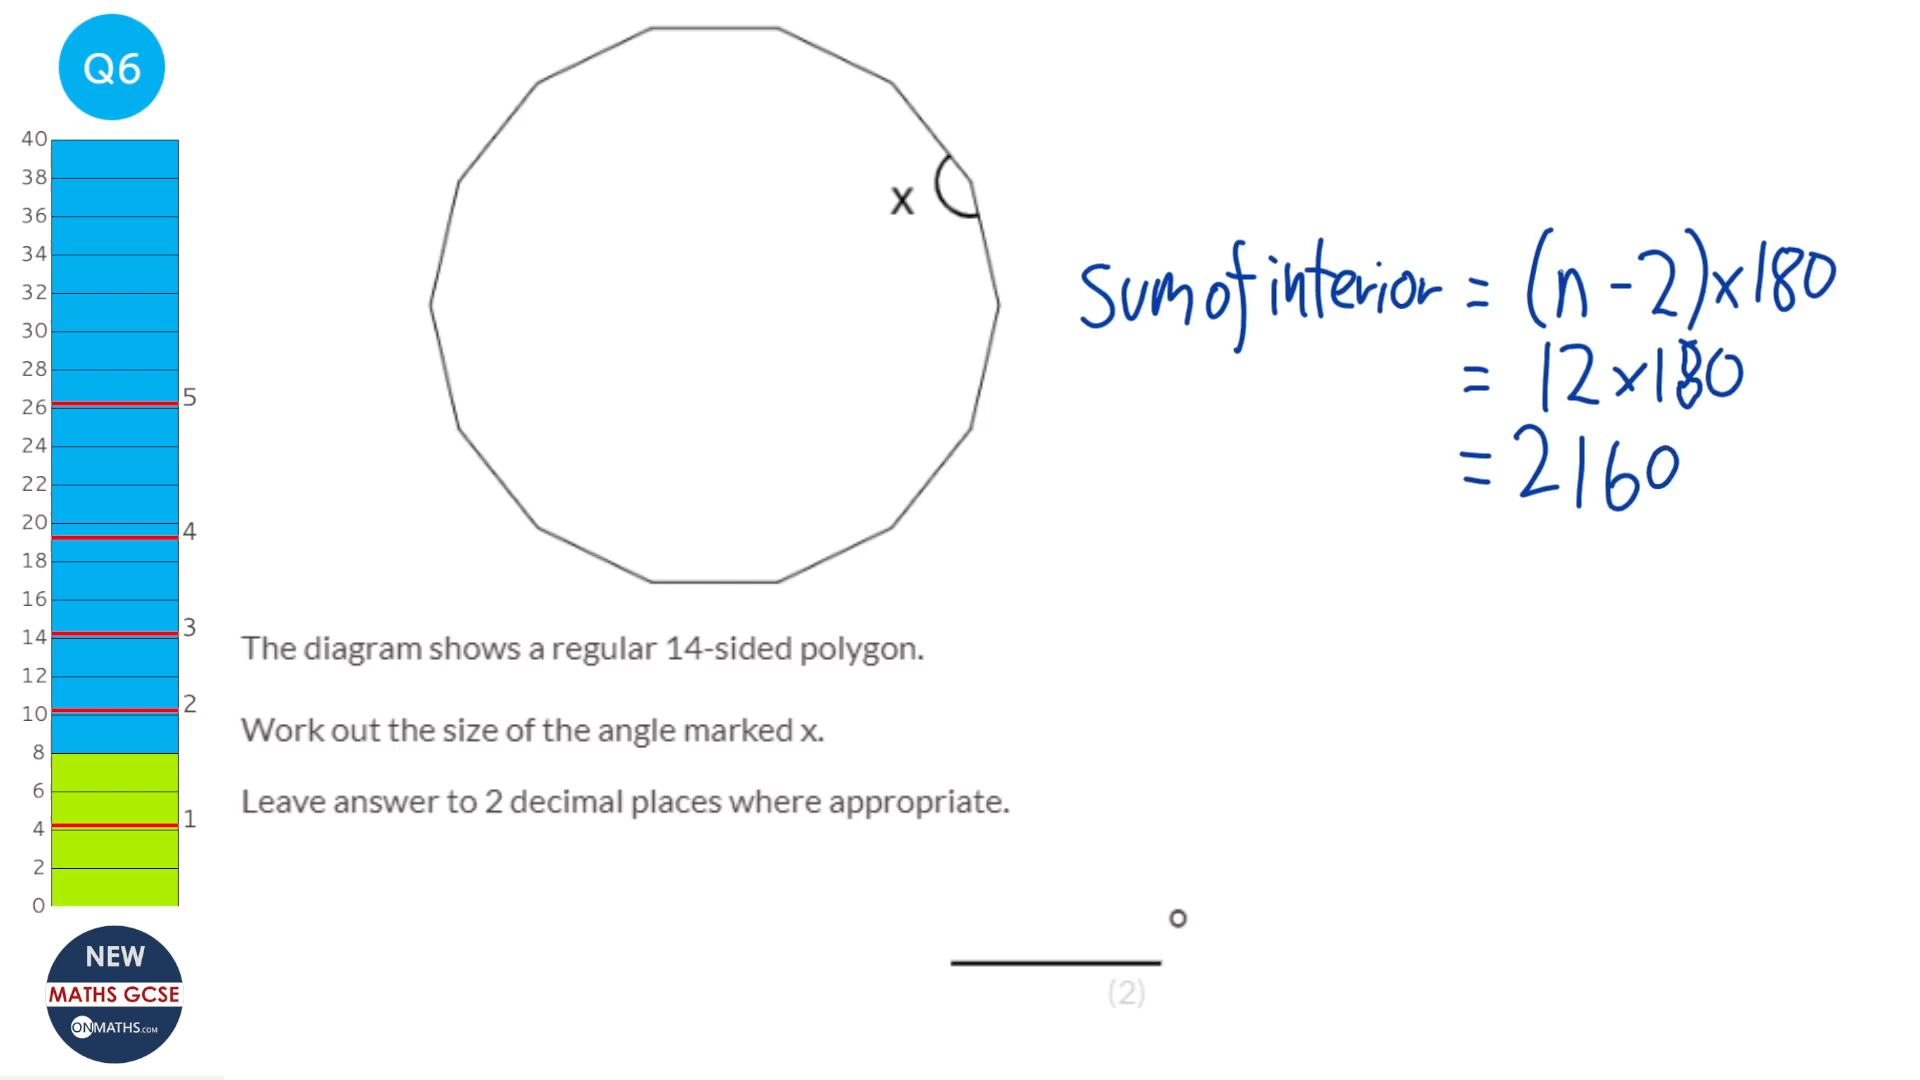 Q6
40
38
36
34
32
30
28
26
24
22
20
18
16
14
12
10
8
6
4
2
0
5
4
3
2
1
x
Sum of interior = (n - 2) x 180
= 12 x 180
= 2160
The diagram shows a regular 14-sided polygon.
Work out the size of the angle marked x.
Leave answer to 2 decimal places where appropriate.
°
(2)
NEW
MATHS GCSE
ONMATHS.COM